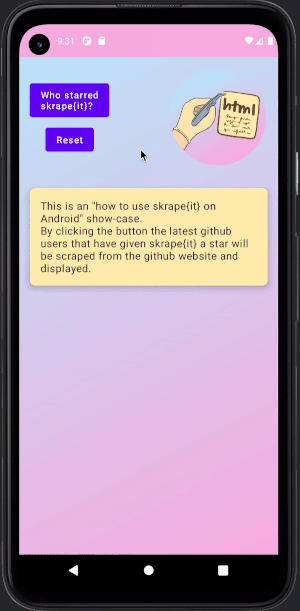 9:31
Who starred
skrape{it}?
Reset
html
This is an "how to use skrape{it} on
Android" show-case.
By clicking the button the latest github
users that have given skrape{it} a star will
be scraped from the github website and
displayed.